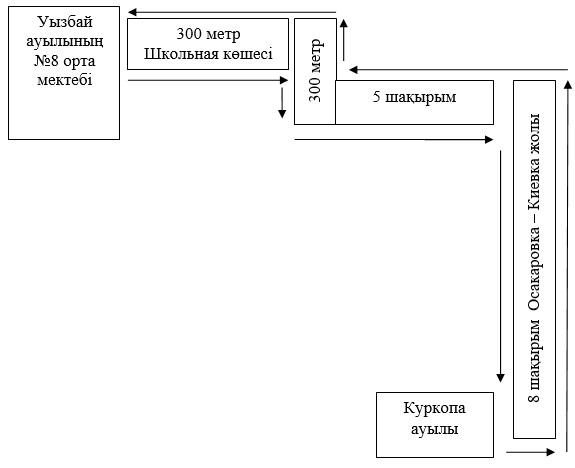 Уызбай
ауылының
№8 орта
мектебі
300 метр
Школьная көшесі
300 метр
5 шақырым
8 шақырым Осакаровка – Киевка жолы
Куркопа
ауылы